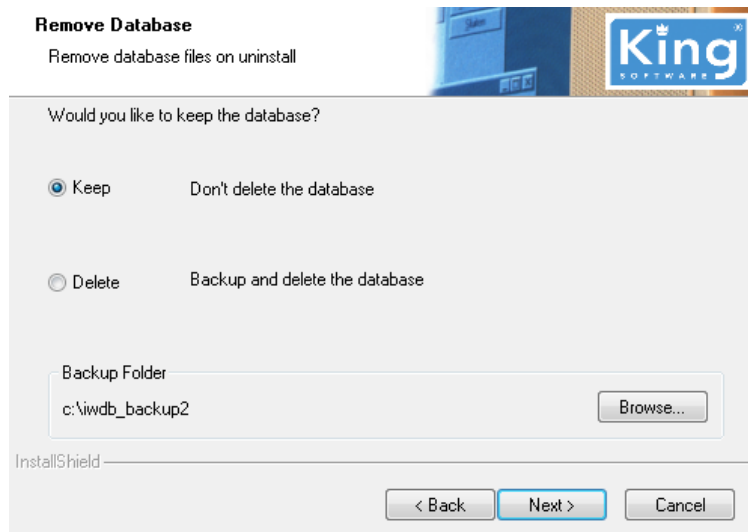 Remove Database
Remove database files on uninstall
King
SOFTWARE
Would you like to keep the database?
Keep Don't delete the database
Delete Backup and delete the database
Backup Folder
c:\iwdb_backup2 Browse...
InstallShield
< Back Next > Cancel